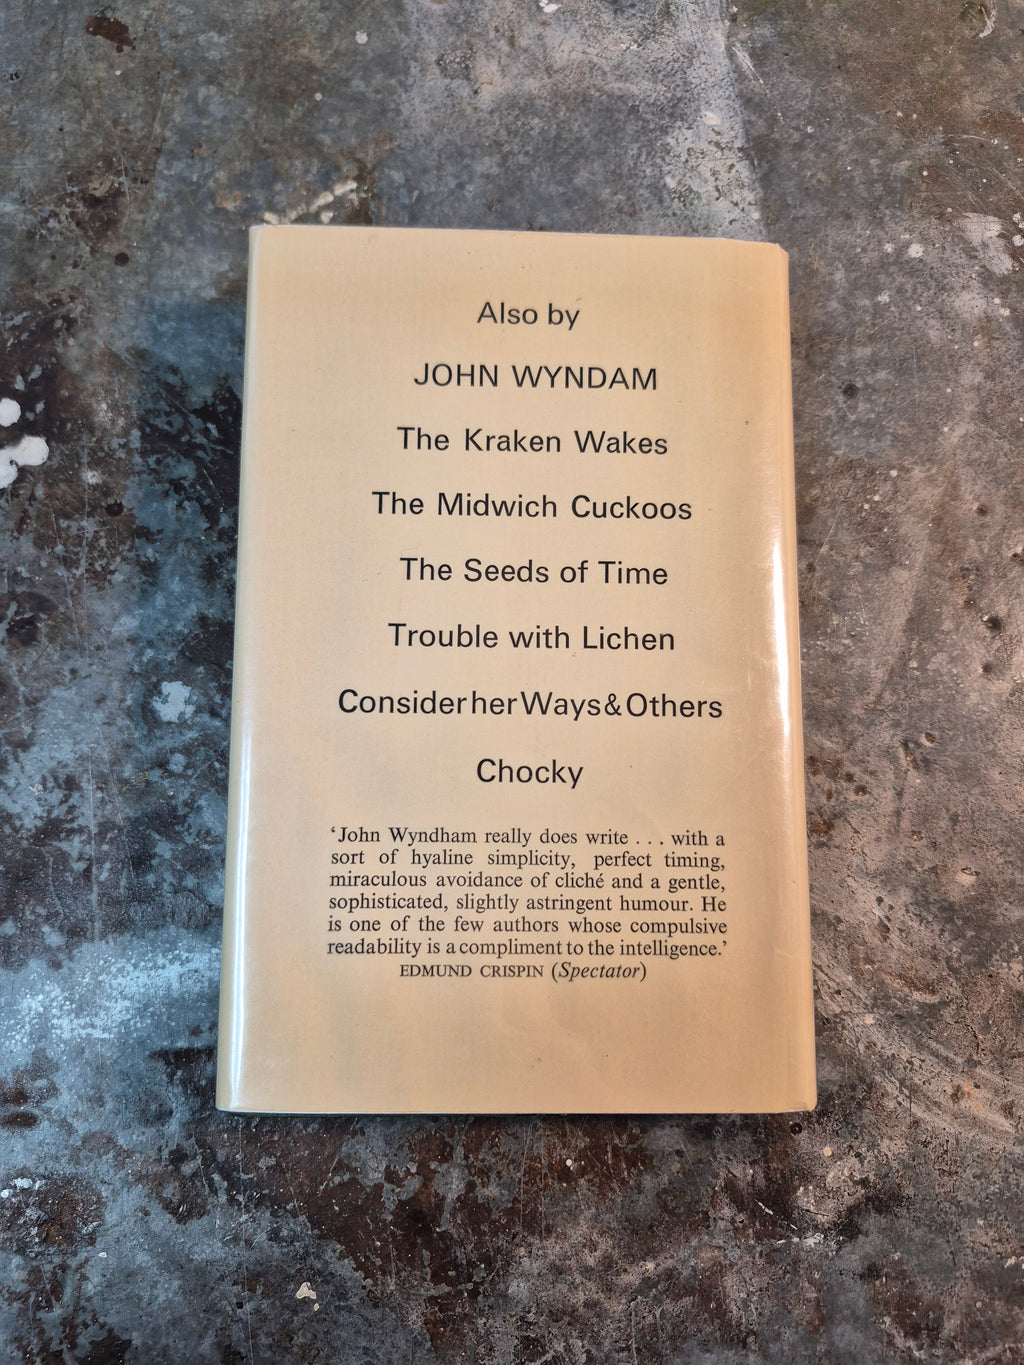 Also by
JOHN WYNDAM
The Kraken Wakes
The Midwich Cuckoos
The Seeds of Time
Trouble with Lichen
Consider her Ways & Others
Chocky
‘John Wyndham really does write . . . with a
sort of hyaline simplicity, perfect timing,
miraculous avoidance of cliché and a gentle,
sophisticated, slightly astringent humour. He
is one of the few authors whose compulsive
readability is a compliment to the intelligence.’
EDMUND CRISPIN (Spectator)